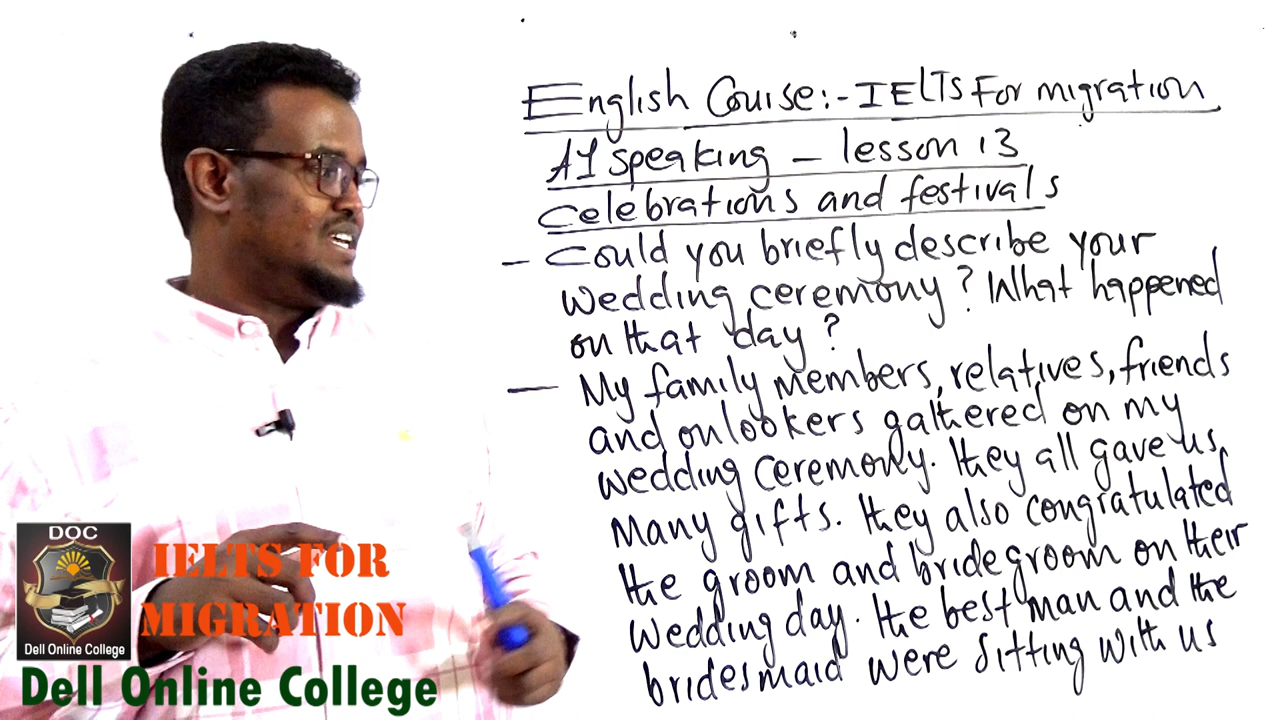 English Course:- IELTS For migration
A1 speaking - lesson 13
Celebrations and festivals
- Could you briefly describe your
wedding ceremony? What happened
on that day?
- My family members, relatives, friends
and onlookers gathered on my
wedding ceremony. They all gave us
many gifts. They also congratulated
the groom and bridegroom on their
wedding day. The best man and the
bridesmaid were sitting with us
DOC
Dell Online College
IELTS FOR
MIGRATION
Dell Online College